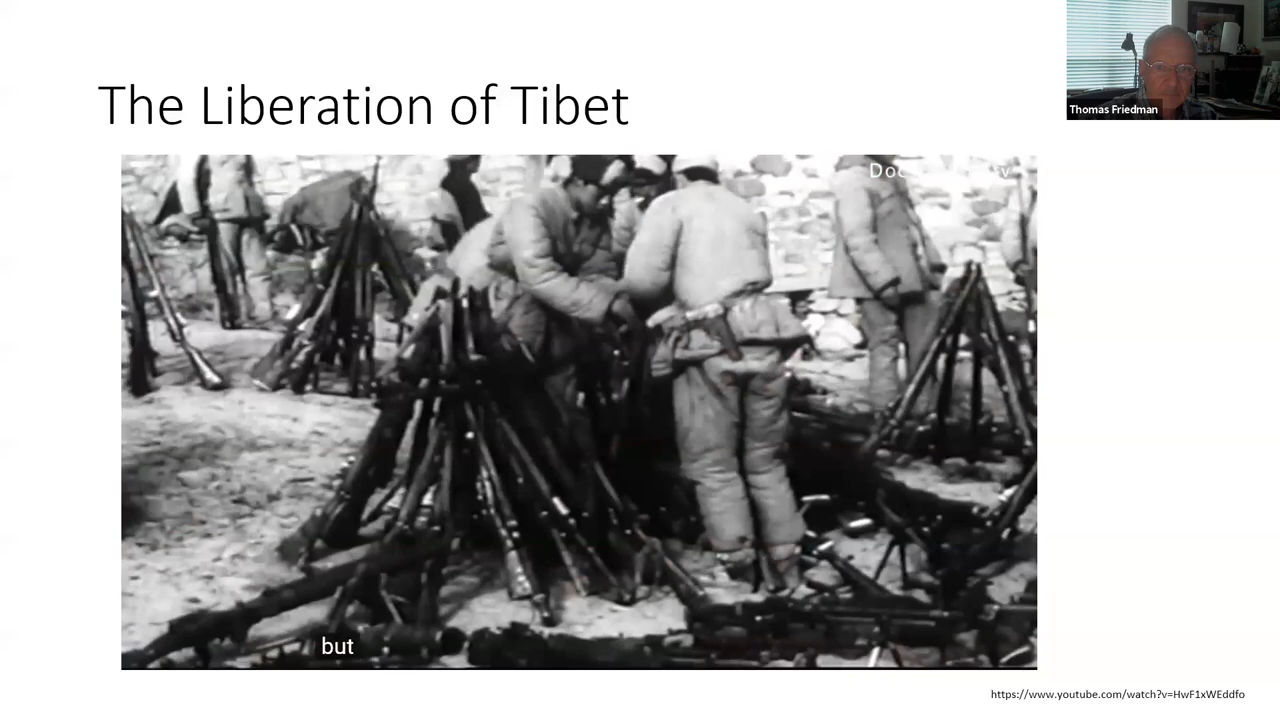 The Liberation of Tibet
Thomas Friedman
but
https://www.youtube.com/watch?v=HwF1xWEddfo